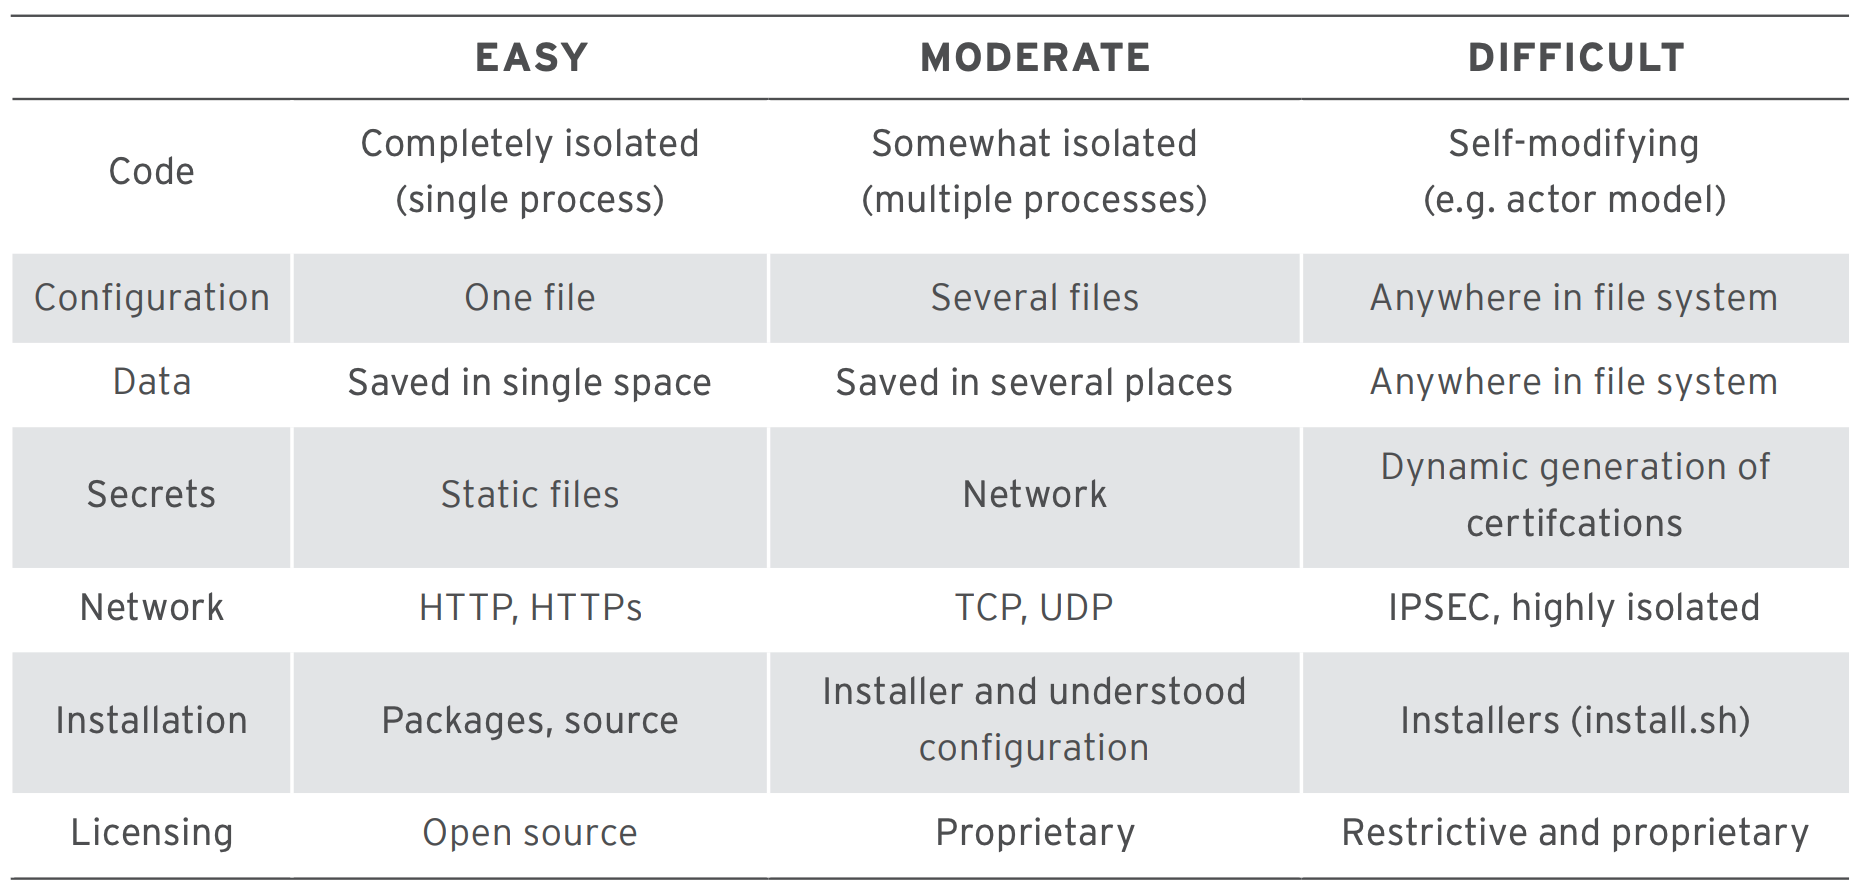 EASY MODERATE DIFFICULT
Code
Completely isolated
(single process)
Somewhat isolated
(multiple processes)
Self-modifying
(e.g. actor model)
Configuration One file Several files Anywhere in file system
Data Saved in single space Saved in several places Anywhere in file system
Secrets Static files Network
Dynamic generation of
certifcations
Network HTTP, HTTPs TCP, UDP IPSEC, highly isolated
Installation Packages, source
Installer and understood
configuration
Installers (install.sh)
Licensing Open source Proprietary Restrictive and proprietary